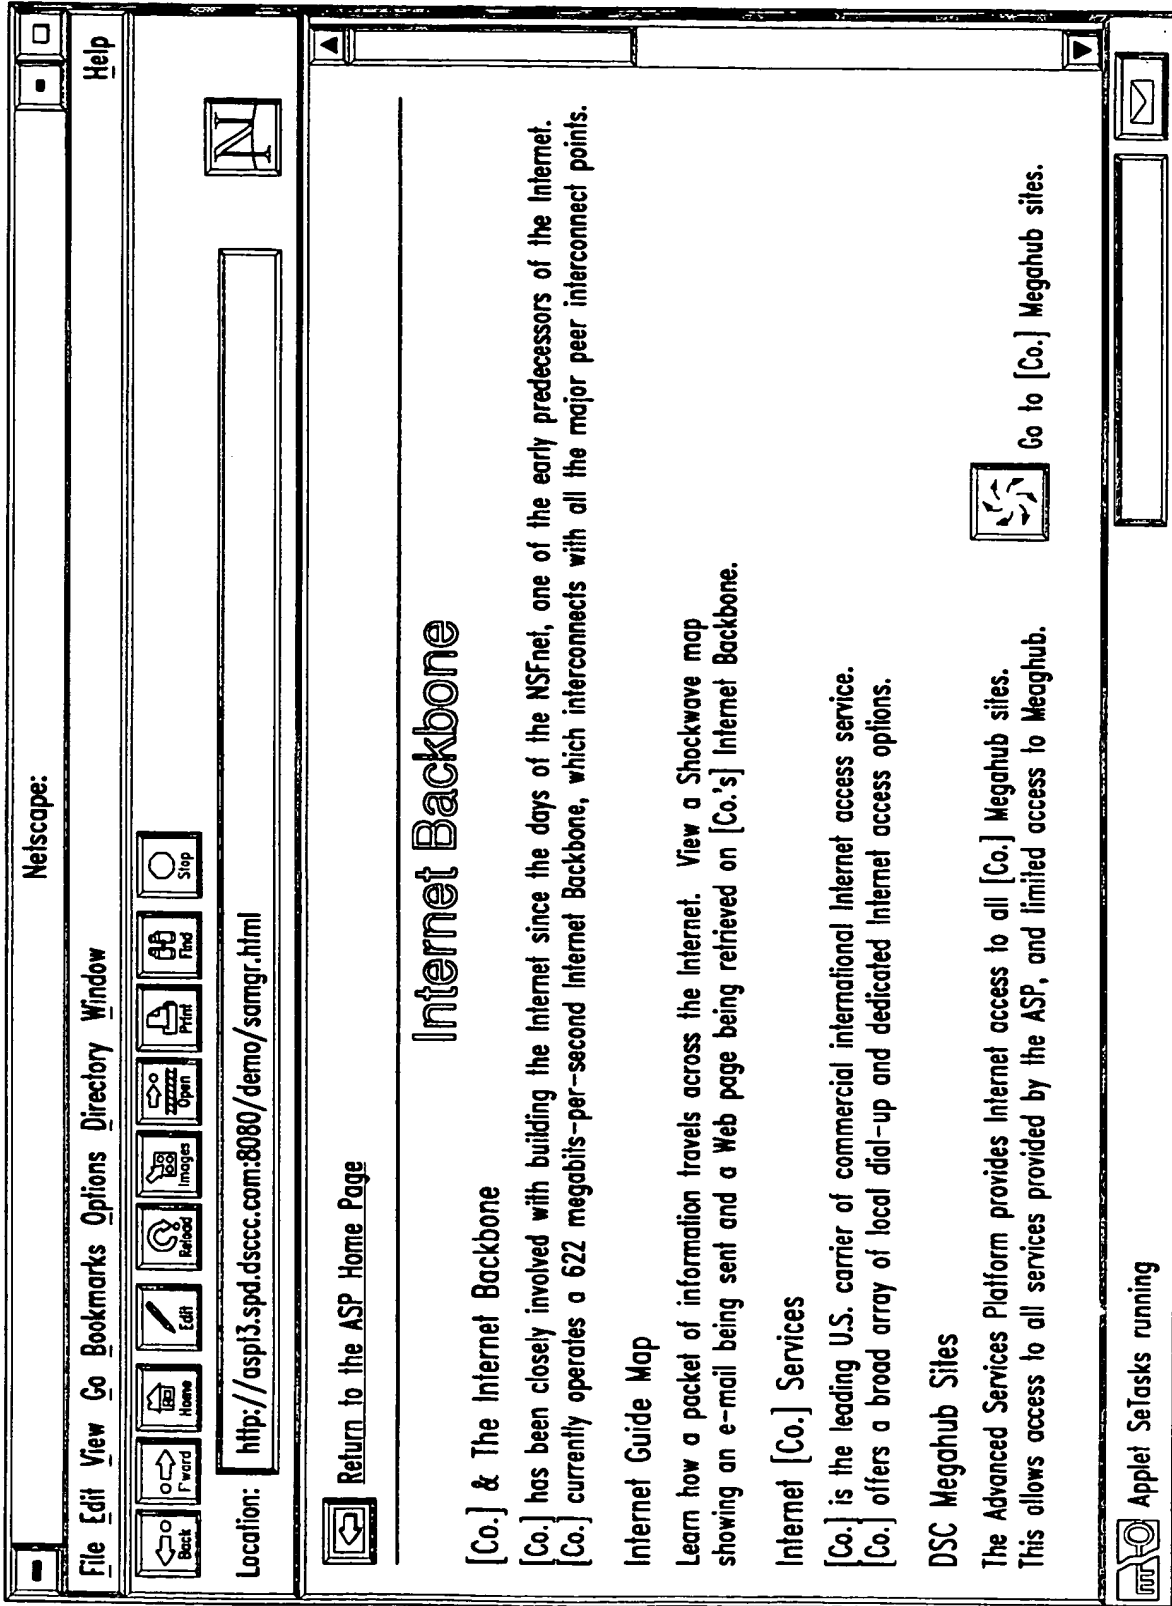 Netscape:
File Edit View Go Bookmarks Options Directory Window Help
Back F'ward Home Edit Reload Images Open Print Find Stop
Location: http://aspt3.spd.dsccc.com:8080/demo/samgr.html
N
Return to the ASP Home Page
Internet Backbone
[Co.] & The Internet Backbone
[Co.] has been closely involved with building the Internet since the days of the NSFnet, one of the early predecessors of the Internet.
[Co.] currently operates a 622 megabits-per-second Internet Backbone, which interconnects with all the major peer interconnect points.
Internet Guide Map
Learn how a packet of information travels across the Internet. View a Shockwave map
showing an e-mail being sent and a Web page being retrieved on [Co.'s] Internet Backbone.
Internet [Co.] Services
[Co.] is the leading U.S. carrier of commercial international Internet access service.
[Co.] offers a broad array of local dial-up and dedicated Internet access options.
DSC Megahub Sites
The Advanced Services Platform provides Internet access to all [Co.] Megahub sites.
This allows access to all services provided by the ASP, and limited access to Meaghub.
Go to [Co.] Megahub sites.
Applet SeTasks running